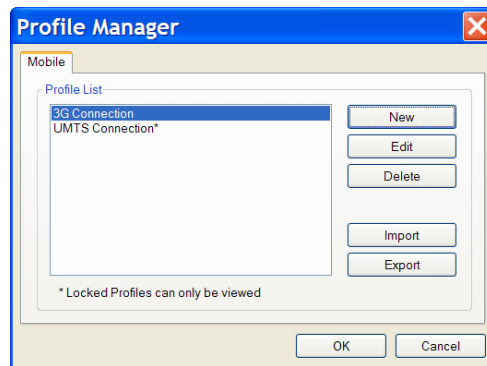 Profile Manager
Mobile
Profile List
3G Connection
UMTS Connection*
New
Edit
Delete
Import
Export
* Locked Profiles can only be viewed
OK
Cancel